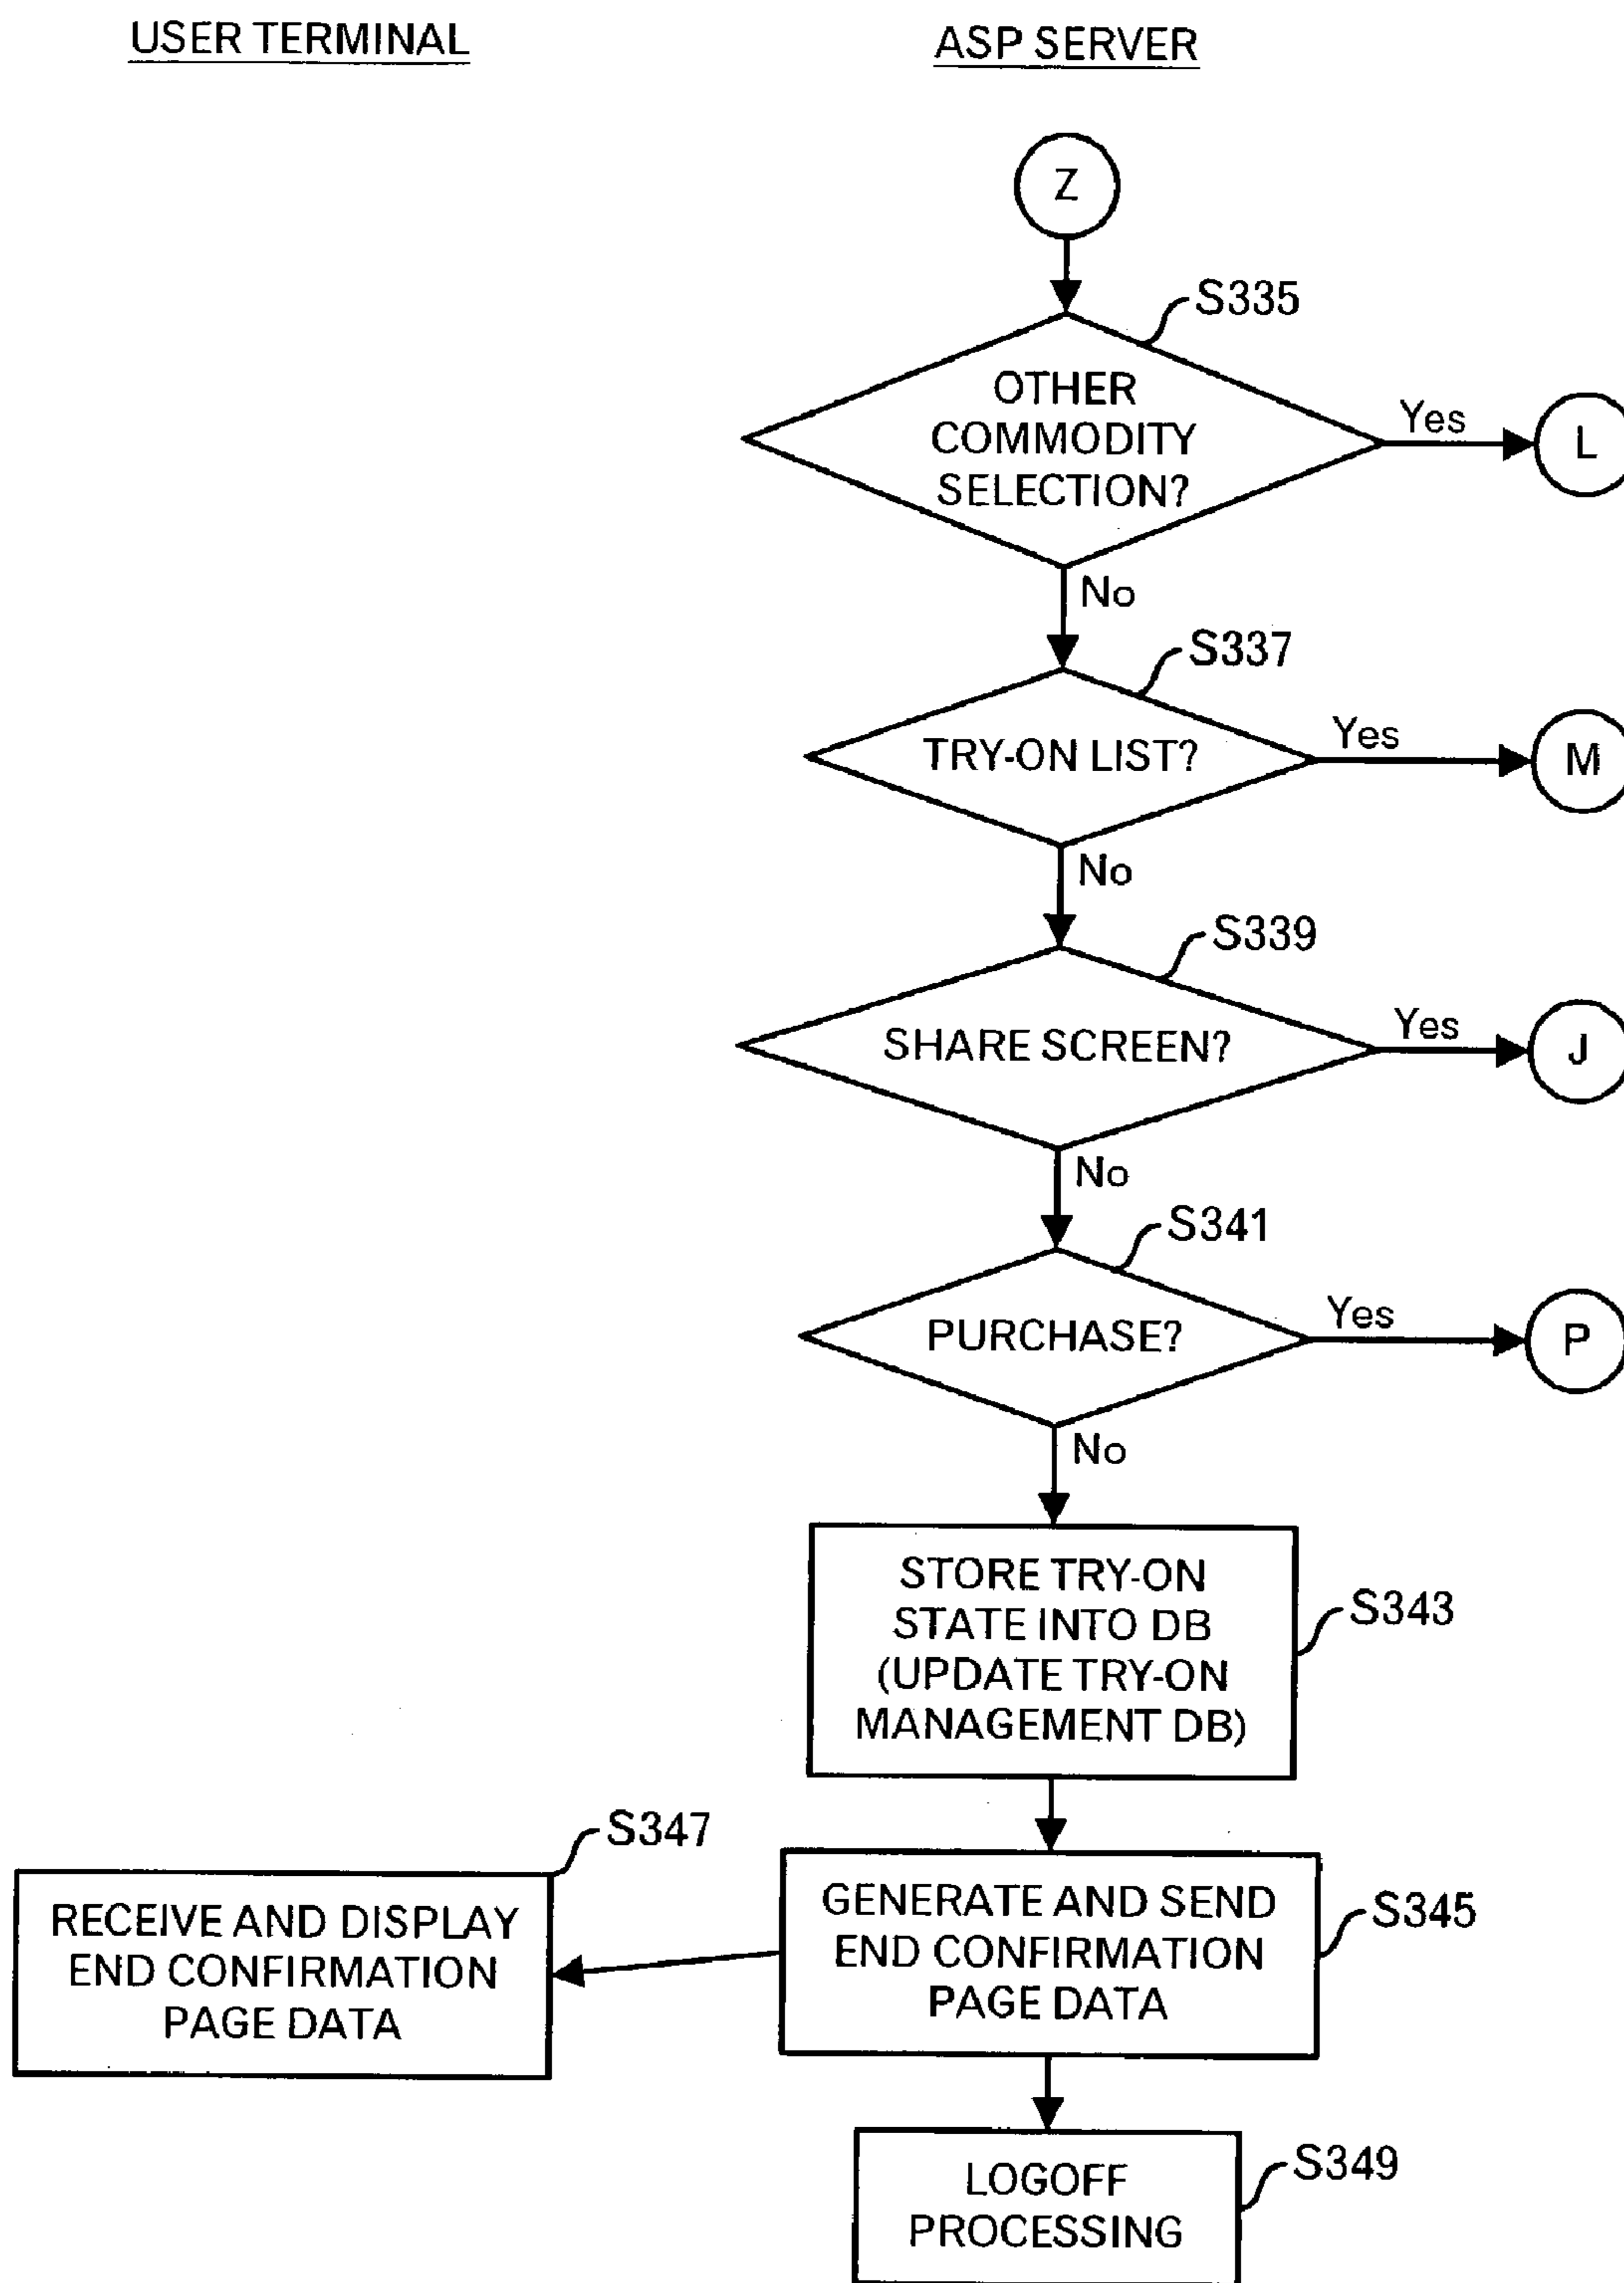 USER TERMINAL
ASP SERVER
Z
S335
OTHER
COMMODITY
SELECTION?
Yes
L
No
S337
TRY-ON LIST?
Yes
M
No
S339
SHARE SCREEN?
Yes
J
No
S341
PURCHASE?
Yes
P
No
STORE TRY-ON
STATE INTO DB
(UPDATE TRY-ON
MANAGEMENT DB)
S343
S347
RECEIVE AND DISPLAY
END CONFIRMATION
PAGE DATA
GENERATE AND SEND
END CONFIRMATION
PAGE DATA
S345
LOGOFF
PROCESSING
S349